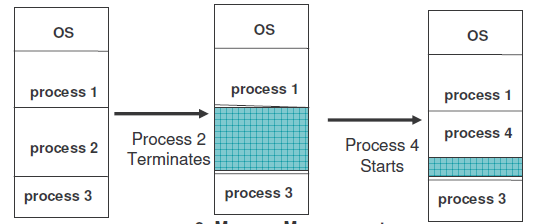 OS
process 1
process 2
process 3
Process 2
Terminates
OS
process 1
process 3
Process 4
Starts
OS
process 1
process 4
process 3